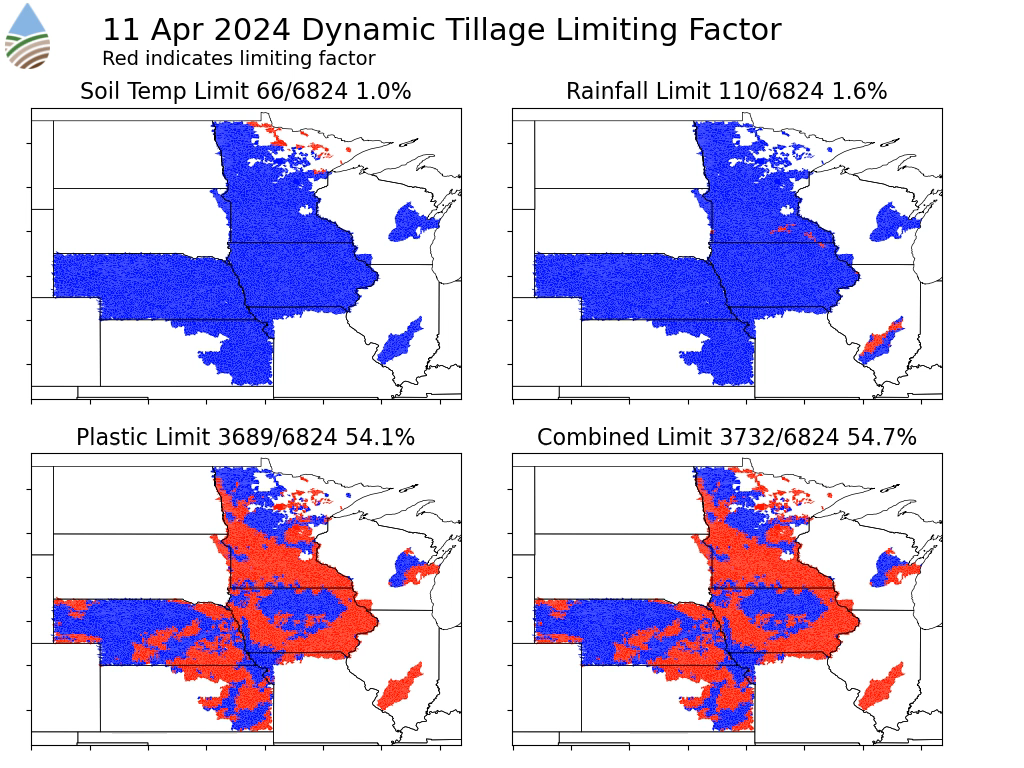 11 Apr 2024 Dynamic Tillage Limiting Factor
Red indicates limiting factor
Soil Temp Limit 66/6824 1.0%
Rainfall Limit 110/6824 1.6%
Plastic Limit 3689/6824 54.1%
Combined Limit 3732/6824 54.7%